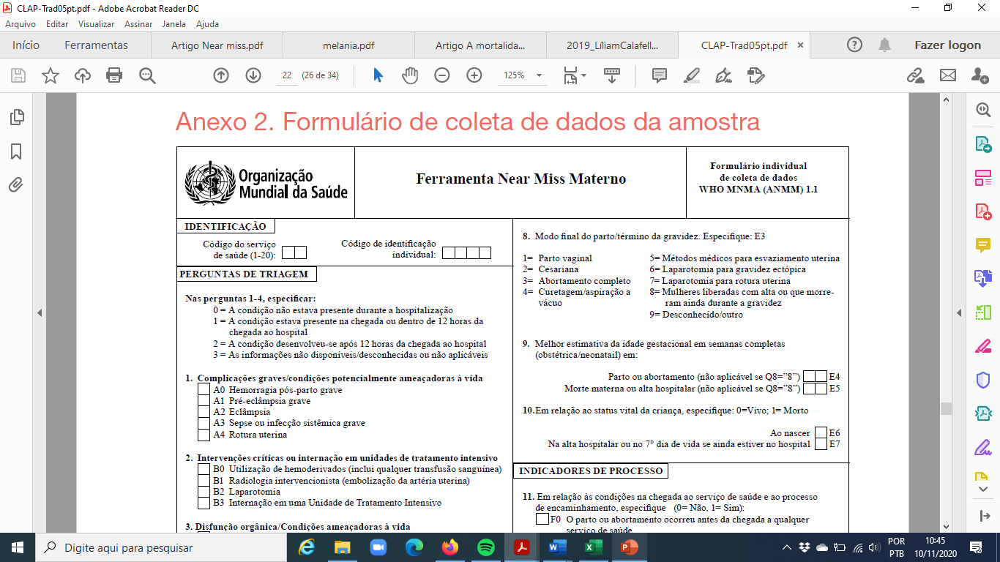 CLAP-Trad05pt.pdf - Adobe Acrobat Reader DC
Arquivo Editar Visualizar Assinar Janela Ajuda
Início Ferramentas Artigo Near miss.pdf melania.pdf Artigo A mortalida... 2019_LíliamCalafell... CLAP-Trad05pt.pdf × Fazer logon
22 (26 de 34) 125%
Anexo 2. Formulário de coleta de dados da amostra
Organização
Mundial da Saúde
Ferramenta Near Miss Materno
Formulário individual
de coleta de dados
WHO MNMA (ANMM) 1.1
IDENTIFICAÇÃO
Código do serviço
de saúde (1-20):
Código de identificação
individual:
PERGUNTAS DE TRIAGEM
Nas perguntas 1-4, especificar:
0 = A condição não estava presente durante a hospitalização
1 = A condição estava presente na chegada ou dentro de 12 horas da
chegada ao hospital
2 = A condição desenvolveu-se após 12 horas da chegada ao hospital
3 = As informações não disponíveis/desconhecidas ou não aplicáveis
1. Complicações graves/condições potencialmente ameaçadoras à vida
A0 Hemorragia pós-parto grave
A1 Pré-eclâmpsia grave
A2 Eclâmpsia
A3 Sepse ou infecção sistêmica grave
A4 Rotura uterina
2. Intervenções críticas ou internação em unidades de tratamento intensivo
B0 Utilização de hemoderivados (inclui qualquer transfusão sanguínea)
B1 Radiologia intervencionista (embolização da artéria uterina)
B2 Laparotomia
B3 Internação em uma Unidade de Tratamento Intensivo
3. Disfunção orgânica/Condições ameaçadoras à vida
8. Modo final do parto/término da gravidez. Especifique: E3
1= Parto vaginal
2= Cesariana
3= Abortamento completo
4= Curetagem/aspiração a
vácuo
5= Métodos médicos para esvaziamento uterina
6= Laparotomia para gravidez ectópica
7= Laparotomia para rotura uterina
8= Mulheres liberadas com alta ou que morre-
ram ainda durante a gravidez
9= Desconhecido/outro
9. Melhor estimativa da idade gestacional em semanas completas
(obstétrica/neonatail) em:
Parto ou abortamento (não aplicável se Q8=”8”) E4
Morte materna ou alta hospitalar (não aplicável se Q8=”8”) E5
10.Em relação ao status vital da criança, especifique: 0=Vivo; 1= Morto
Ao nascer E6
Na alta hospitalar ou no 7° dia de vida se ainda estiver no hospital E7
INDICADORES DE PROCESSO
11. Em relação às condições na chegada ao serviço de saúde e ao processo
de encaminhamento, especifique (0= Não, 1= Sim):
F0 O parto ou abortamento ocorreu antes da chegada a qualquer
serviço de saúde
Digite aqui para pesquisar
POR
PTB
10:45
10/11/2020